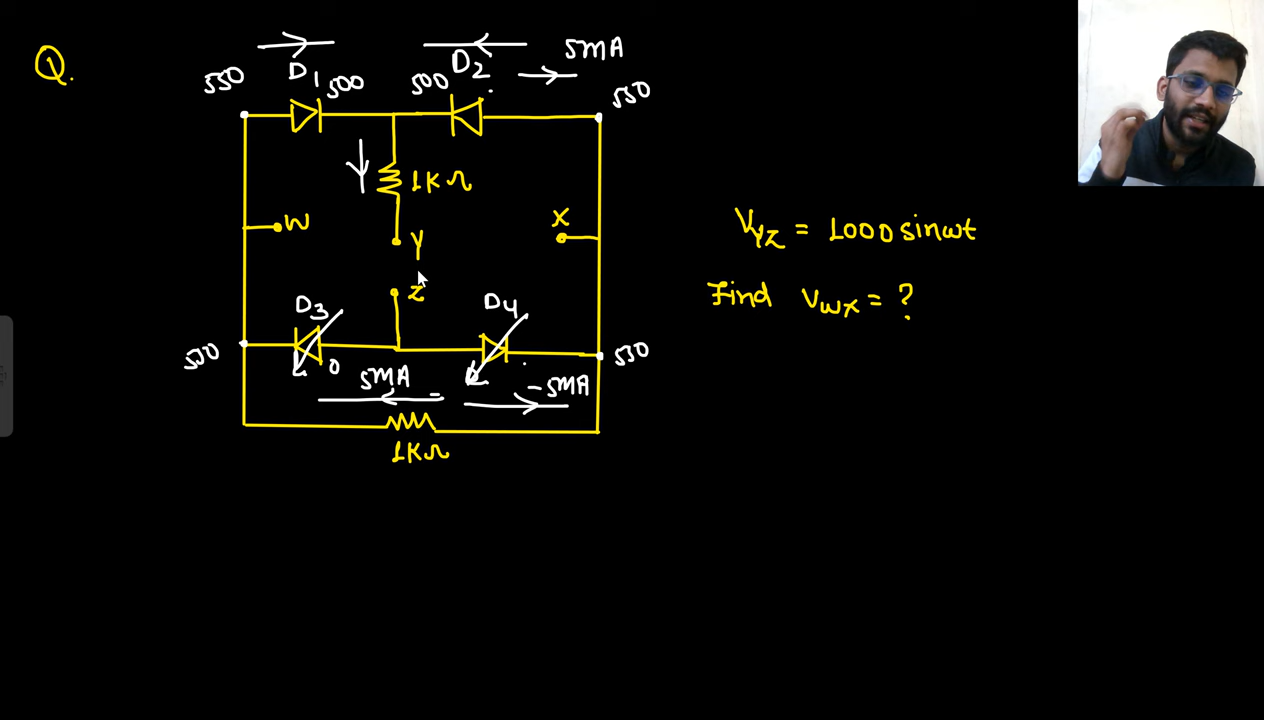 Q.
5mA
550 D1 500 500 D2 550
1KΩ
W X Y
Z
VYZ = 1000 sinωt
Find VWX = ?
D3 D4
550 0 0 550
5MA -5MA
1KΩ